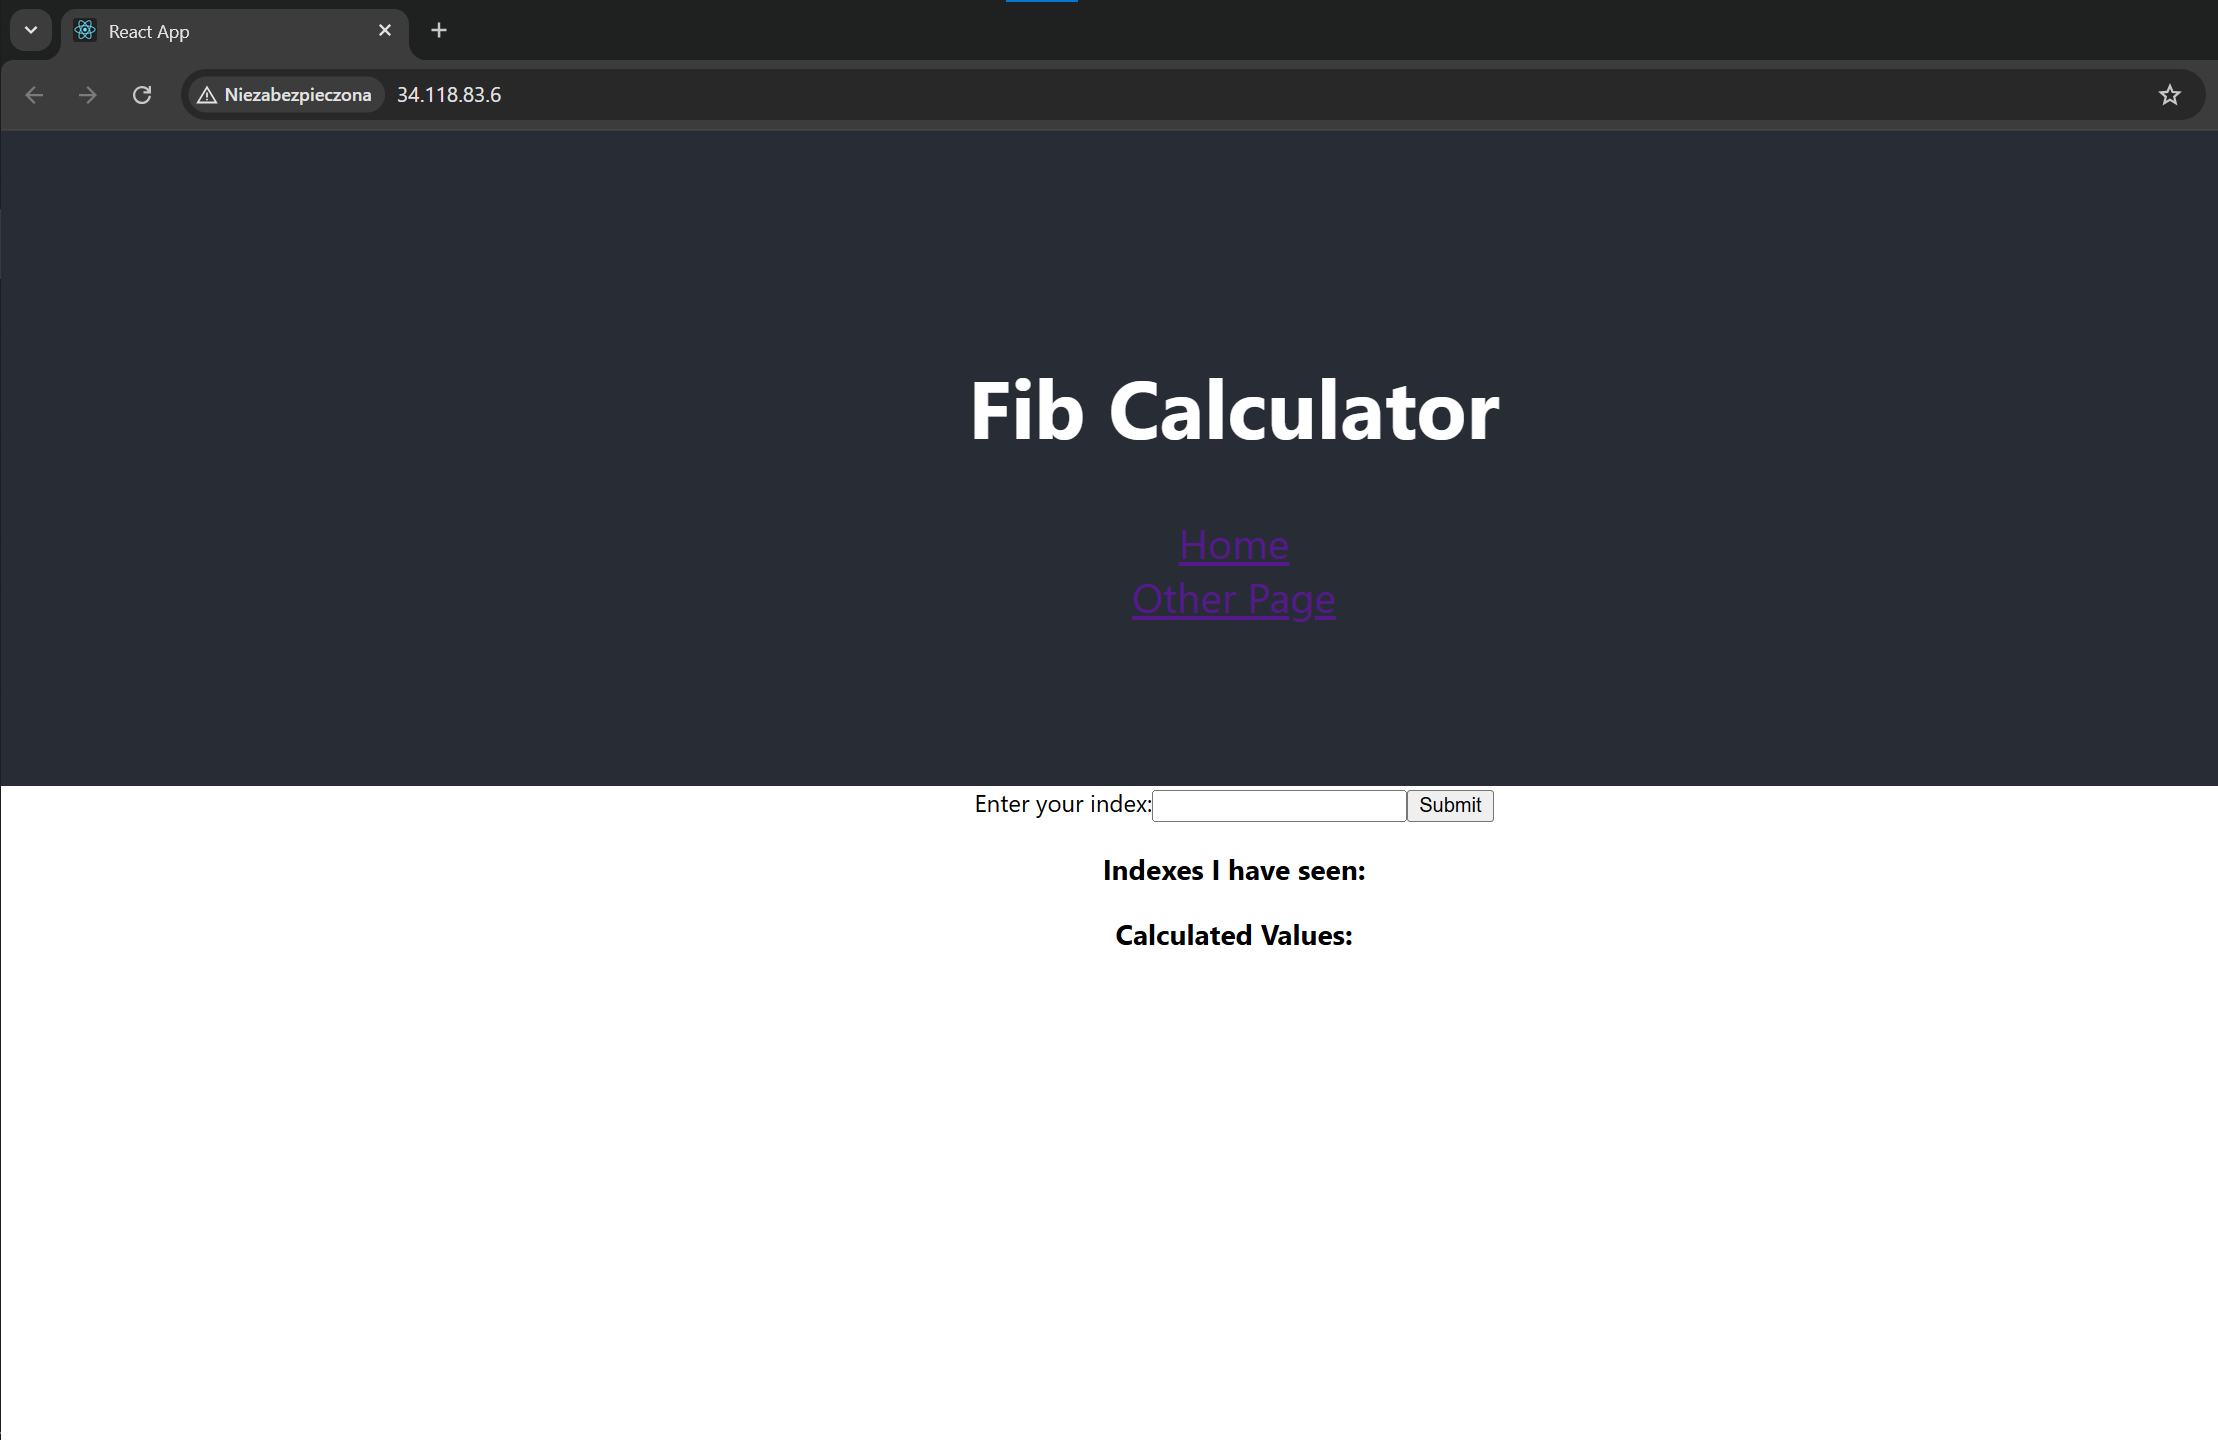 React App
Niezabezpieczona 34.118.83.6
Fib Calculator
Home
Other Page
Enter your index: Submit
Indexes I have seen:
Calculated Values: